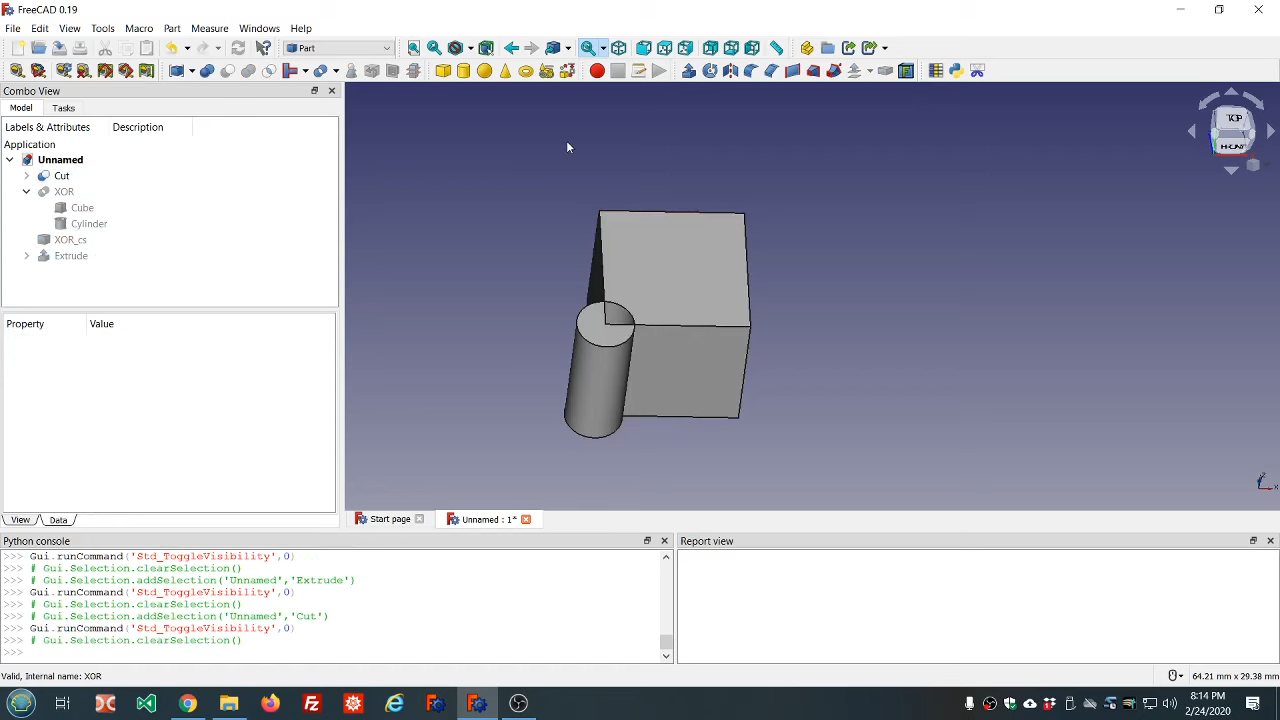 FreeCAD 0.19
File Edit View Tools Macro Part Measure Windows Help
Part
Combo View
Model Tasks
Labels & Attributes Description
Application
Unnamed
Cut
XOR
Cube
Cylinder
XOR_cs
Extrude
Property Value
View Data
TOP
FRONT
Start page
Unnamed : 1*
Python console
>>> Gui.runCommand('Std_ToggleVisibility',0)
>>> # Gui.Selection.clearSelection()
>>> # Gui.Selection.addSelection('Unnamed','Extrude')
>>> Gui.runCommand('Std_ToggleVisibility',0)
>>> # Gui.Selection.clearSelection()
>>> # Gui.Selection.addSelection('Unnamed','Cut')
>>> Gui.runCommand('Std_ToggleVisibility',0)
>>> # Gui.Selection.clearSelection()
>>>
Report view
Valid, Internal name: XOR
64.21 mm x 29.38 mm
8:14 PM
2/24/2020